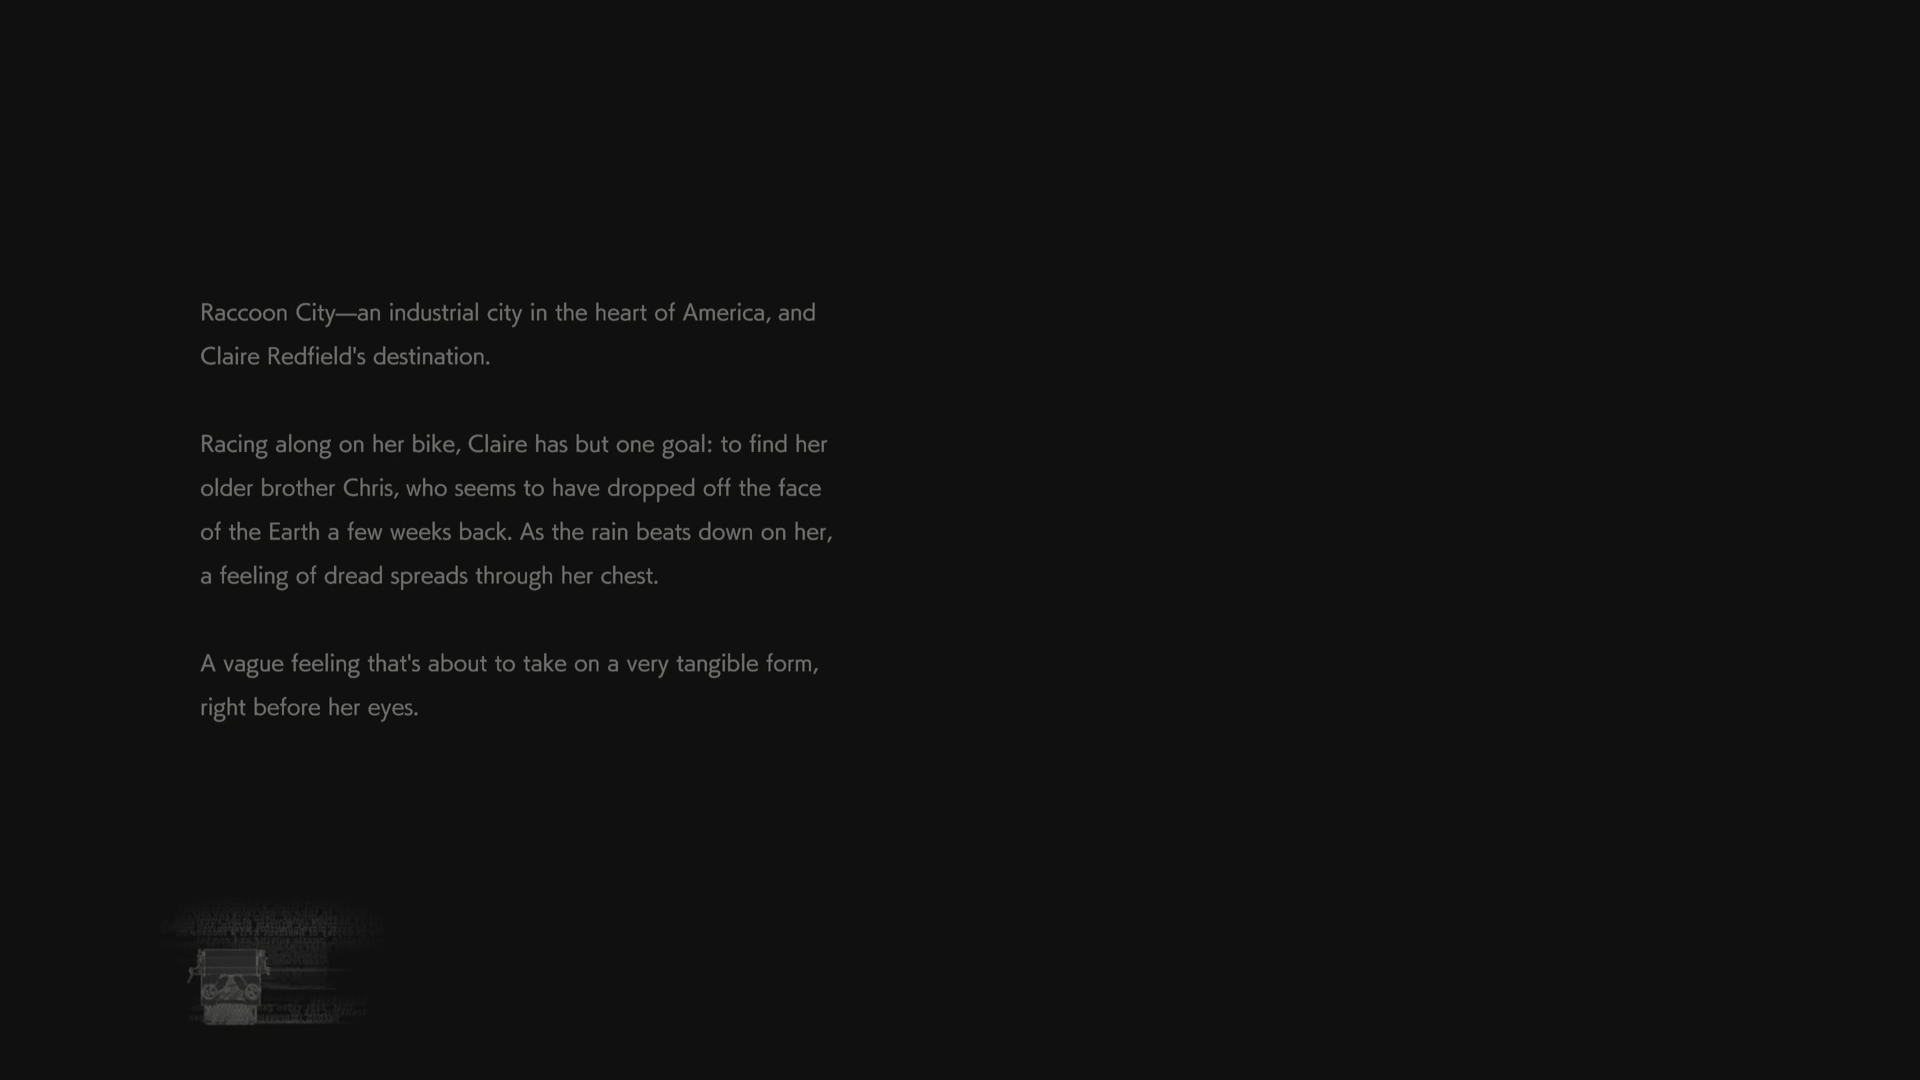 Raccoon City—an industrial city in the heart of America, and
Claire Redfield's destination.
Racing along on her bike, Claire has but one goal: to find her
older brother Chris, who seems to have dropped off the face
of the Earth a few weeks back. As the rain beats down on her,
a feeling of dread spreads through her chest.
A vague feeling that's about to take on a very tangible form,
right before her eyes.